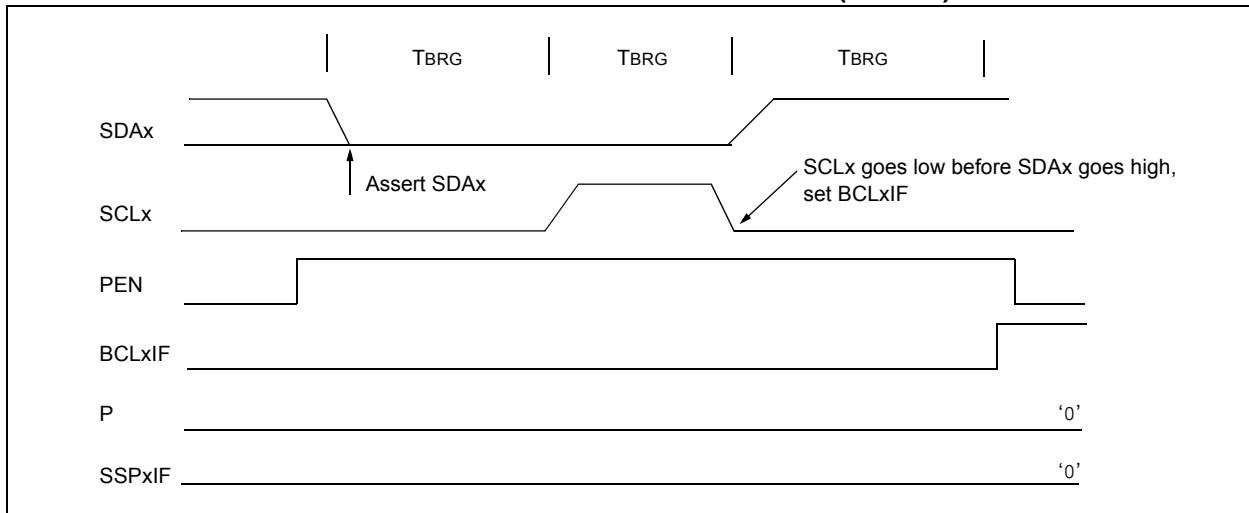 TBRG TBRG TBRG
SDAx
Assert SDAx
SCLx goes low before SDAx goes high,
set BCLxIF
SCLx
PEN
BCLxIF
P '0'
SSPxIF '0'